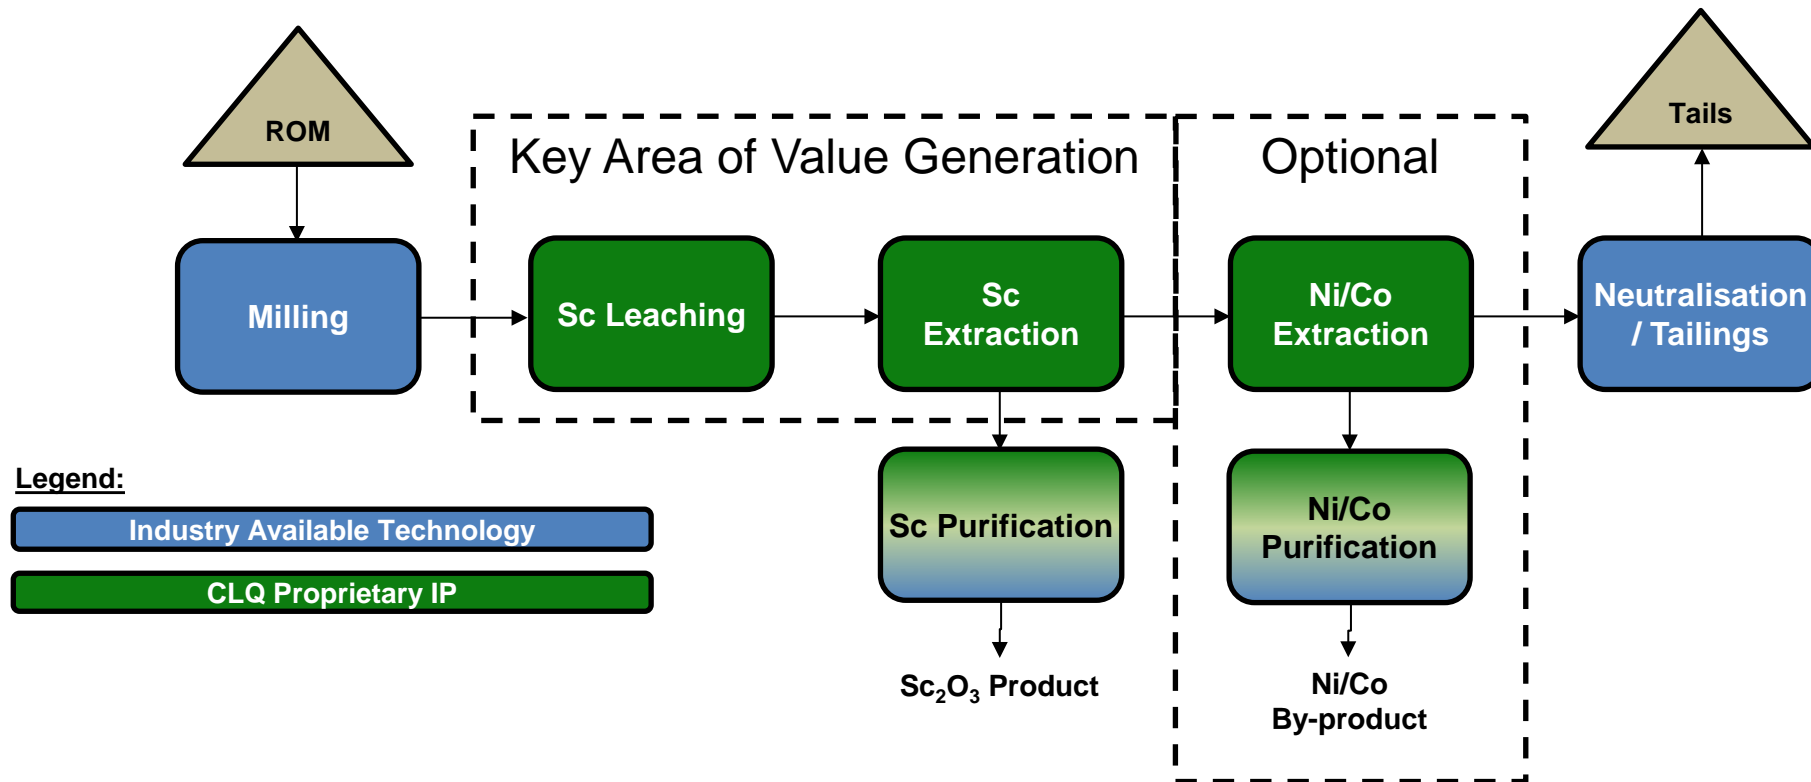 ROM
Tails
Key Area of Value Generation
Optional
Milling
Sc Leaching
Sc
Extraction
Ni/Co
Extraction
Neutralisation
/ Tailings
Legend:
Industry Available Technology
CLQ Proprietary IP
Sc Purification
Ni/Co
Purification
Sc₂O₃ Product
Ni/Co
By-product